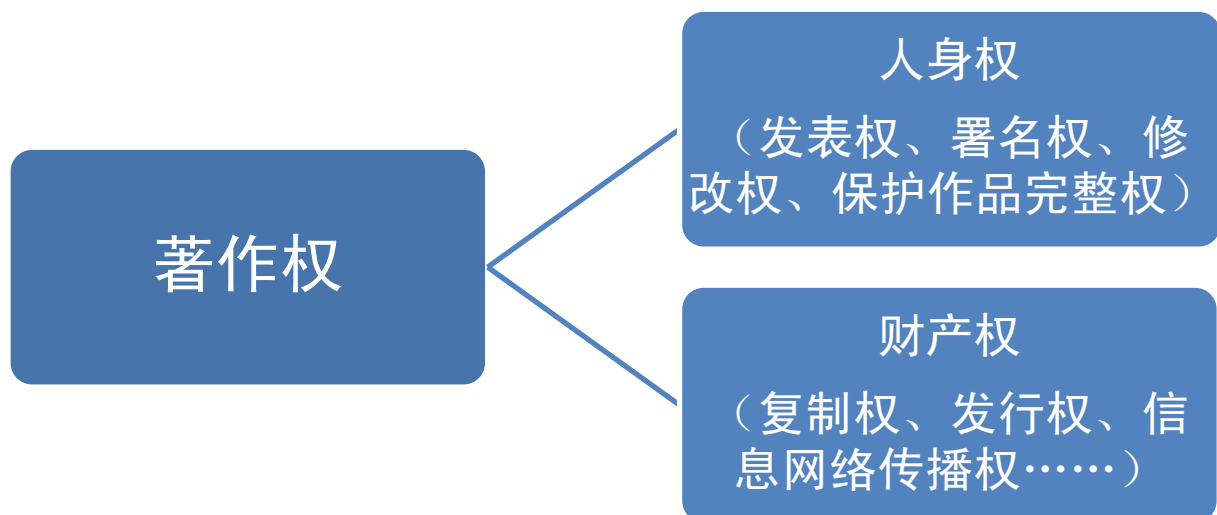 著作权
人身权
（发表权、署名权、修
改权、保护作品完整权）
财产权
（复制权、发行权、信
息网络传播权……）